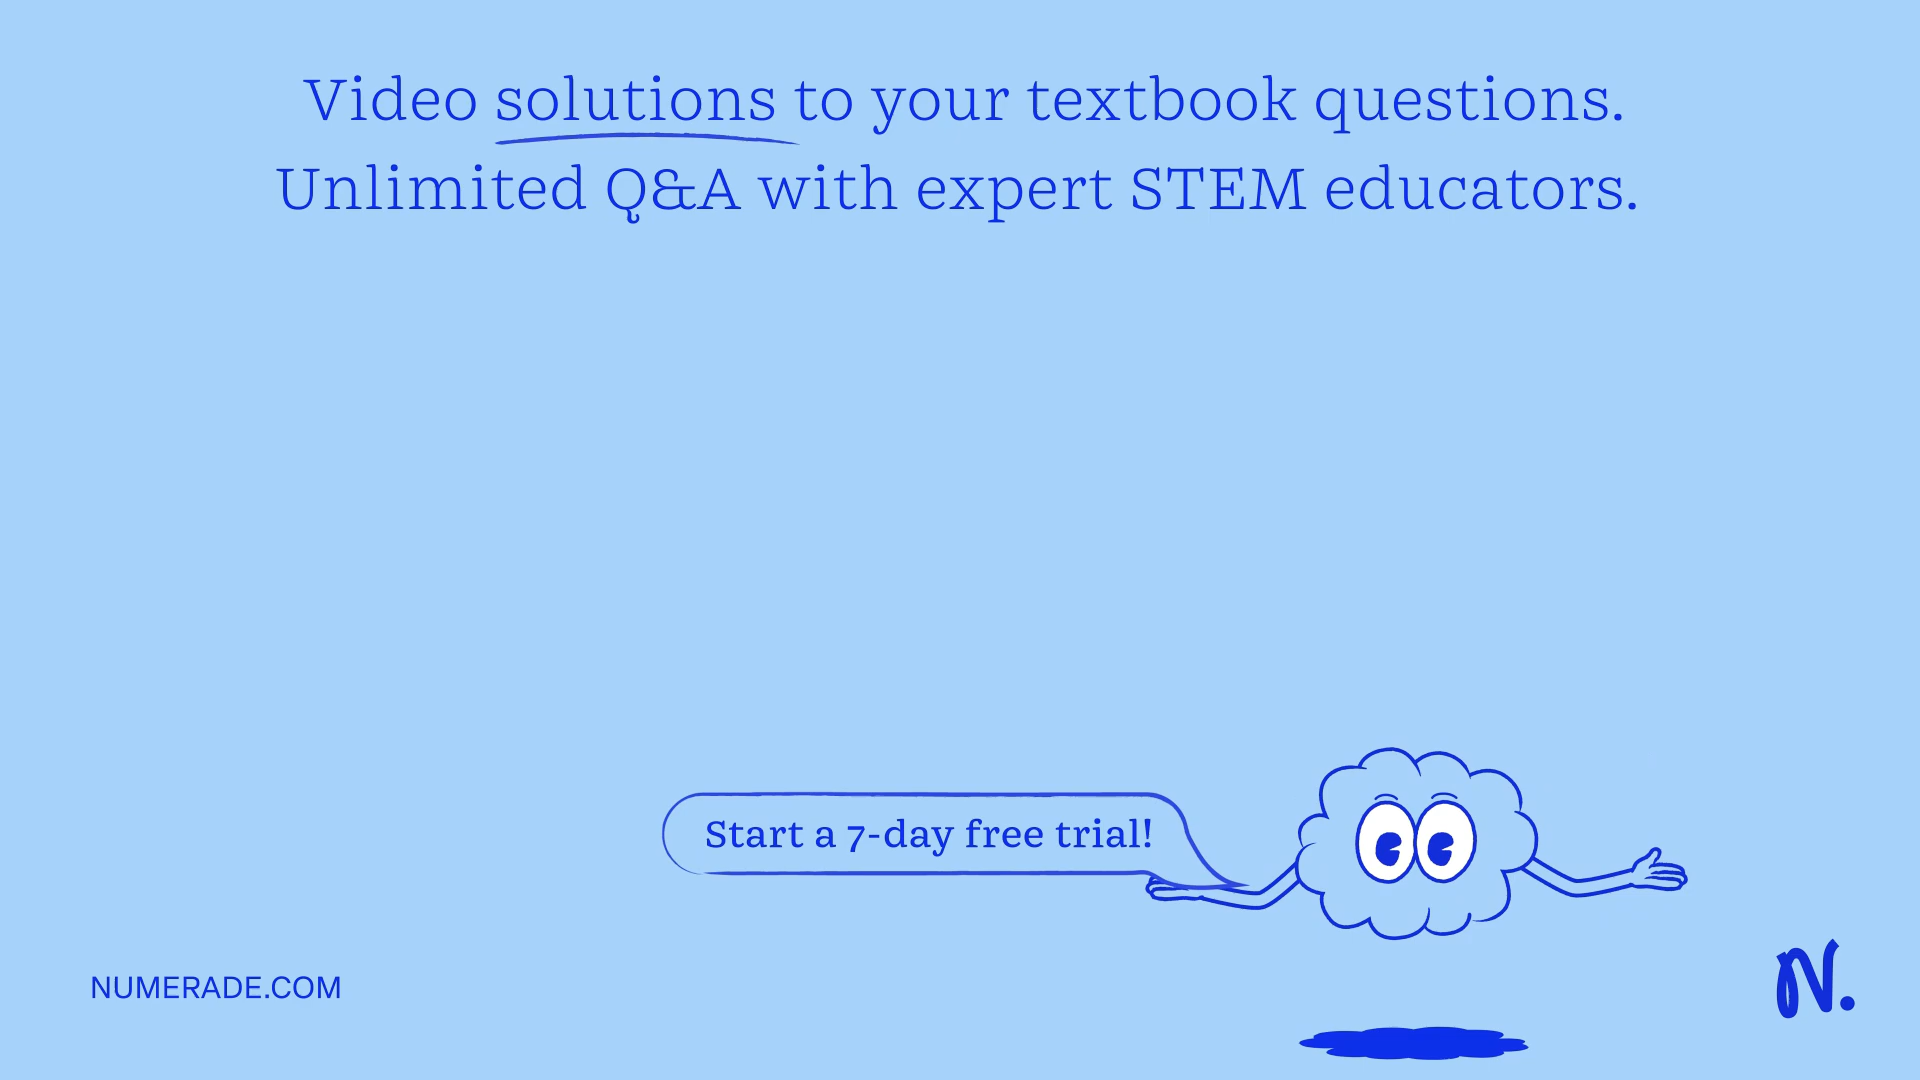 Video solutions to your textbook questions.
Unlimited Q&A with expert STEM educators.
Start a 7-day free trial!
NUMERADE.COM
N.